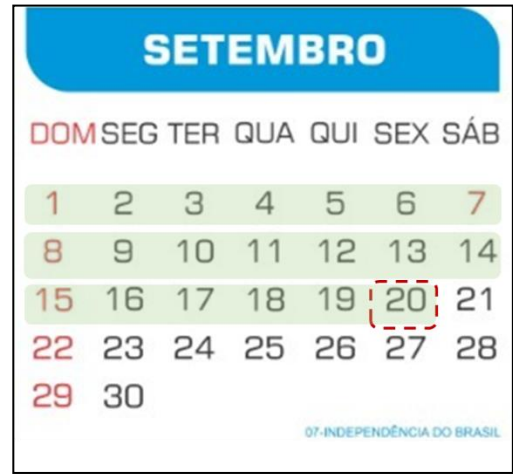 SETEMBRO
DOM SEG TER QUA QUI SEX SÁB
1 2 3 4 5 6 7
8 9 10 11 12 13 14
15 16 17 18 19 20 21
22 23 24 25 26 27 28
29 30
07-INDEPENDÊNCIA DO BRASIL